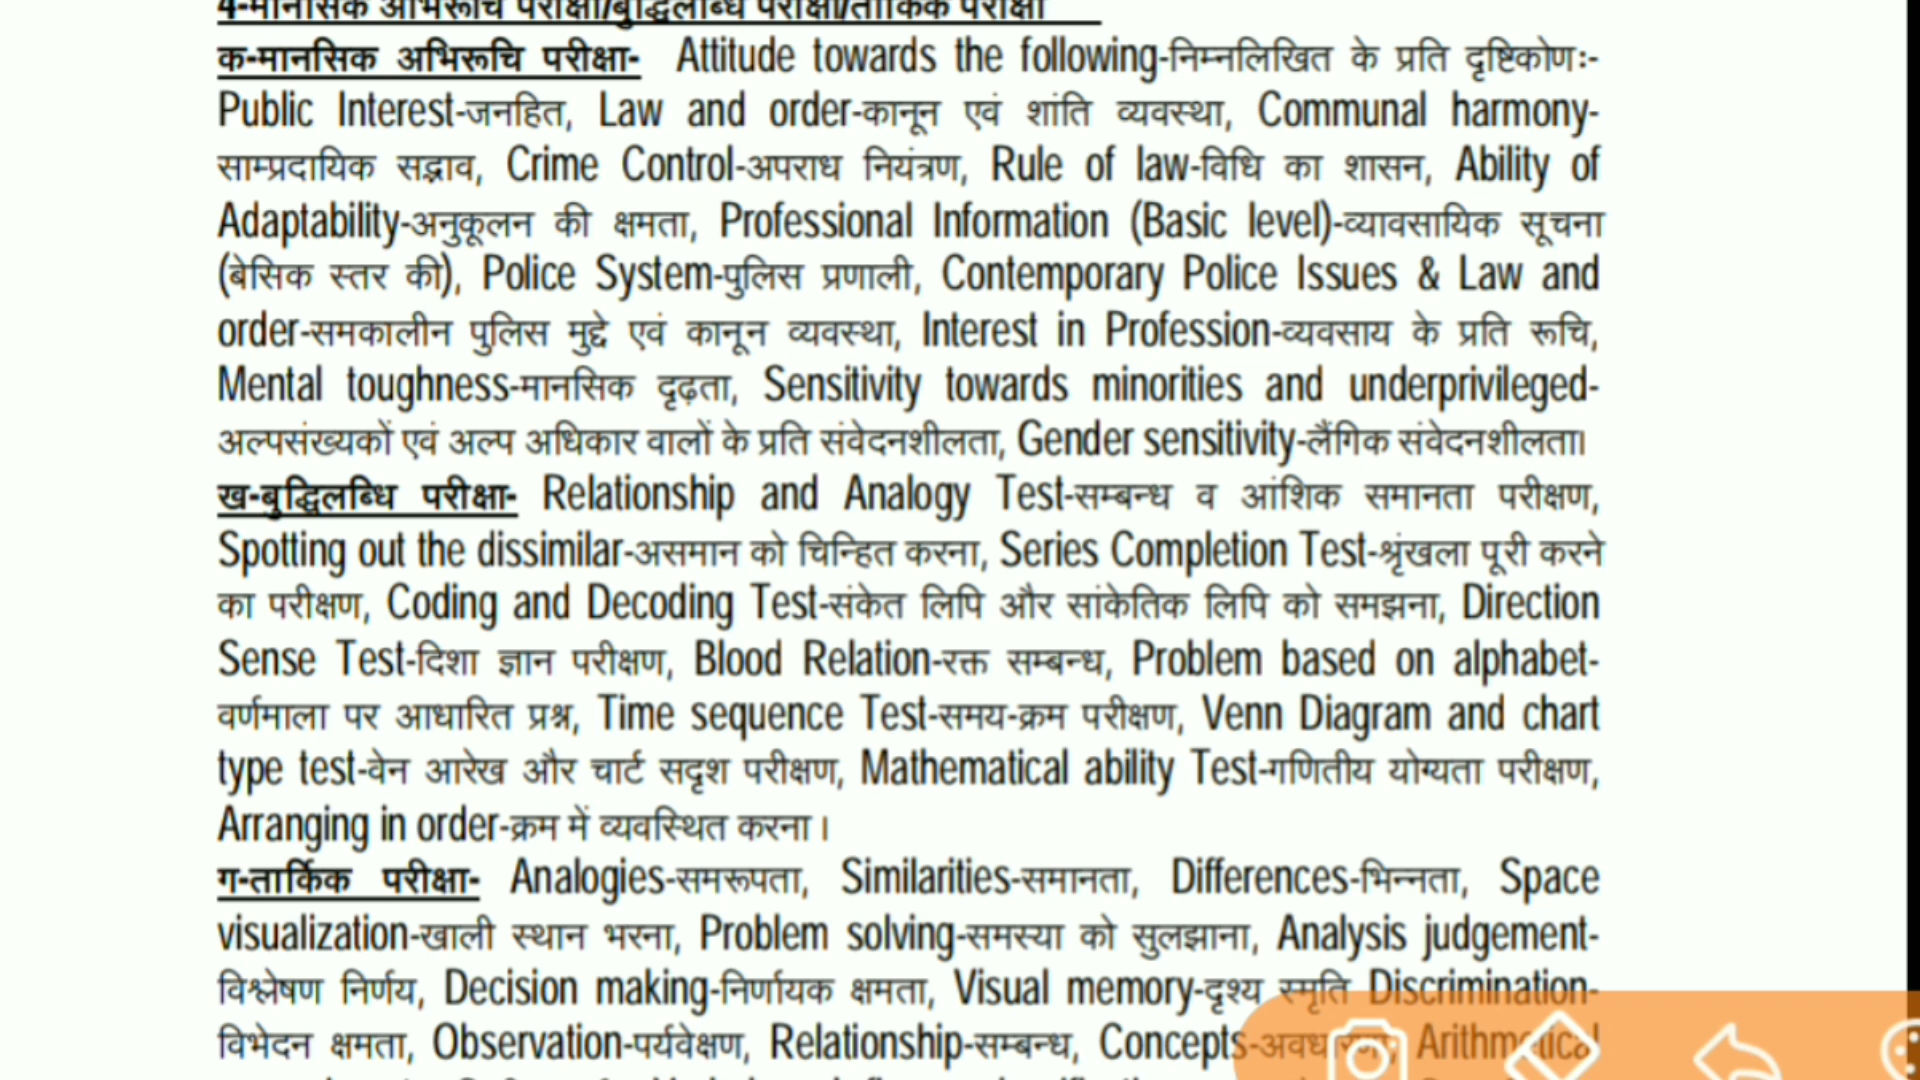 4-मानसिक अभिरूचि परीक्षा/बुद्धिलब्धि परीक्षा/तार्किक परीक्षा
क-मानसिक अभिरूचि परीक्षा- Attitude towards the following-निम्नलिखित के प्रति दृष्टिकोणः-
Public Interest-जनहित, Law and order-कानून एवं शांति व्यवस्था, Communal harmony-
साम्प्रदायिक सद्भाव, Crime Control-अपराध नियंत्रण, Rule of law-विधि का शासन, Ability of
Adaptability-अनुकूलन की क्षमता, Professional Information (Basic level)-व्यावसायिक सूचना
(बेसिक स्तर की), Police System-पुलिस प्रणाली, Contemporary Police Issues & Law and
order-समकालीन पुलिस मुद्दे एवं कानून व्यवस्था, Interest in Profession-व्यवसाय के प्रति रूचि,
Mental toughness-मानसिक दृढ़ता, Sensitivity towards minorities and underprivileged-
अल्पसंख्यकों एवं अल्प अधिकार वालों के प्रति संवेदनशीलता, Gender sensitivity-लैंगिक संवेदनशीलता।
ख-बुद्धिलब्धि परीक्षा- Relationship and Analogy Test-सम्बन्ध व आंशिक समानता परीक्षण,
Spotting out the dissimilar-असमान को चिन्हित करना, Series Completion Test-श्रृंखला पूरी करने
का परीक्षण, Coding and Decoding Test-संकेत लिपि और सांकेतिक लिपि को समझना, Direction
Sense Test-दिशा ज्ञान परीक्षण, Blood Relation-रक्त सम्बन्ध, Problem based on alphabet-
वर्णमाला पर आधारित प्रश्न, Time sequence Test-समय-क्रम परीक्षण, Venn Diagram and chart
type test-वेन आरेख और चार्ट सदृश परीक्षण, Mathematical ability Test-गणितीय योग्यता परीक्षण,
Arranging in order-क्रम में व्यवस्थित करना।
ग-तार्किक परीक्षा- Analogies-समरूपता, Similarities-समानता, Differences-भिन्नता, Space
visualization-खाली स्थान भरना, Problem solving-समस्या को सुलझाना, Analysis judgement-
विश्लेषण निर्णय, Decision making-निर्णायक क्षमता, Visual memory-दृश्य स्मृति Discrimination-
विभेदन क्षमता, Observation-पर्यवेक्षण, Relationship-सम्बन्ध, Concepts-अवधारणा, Arithmetical